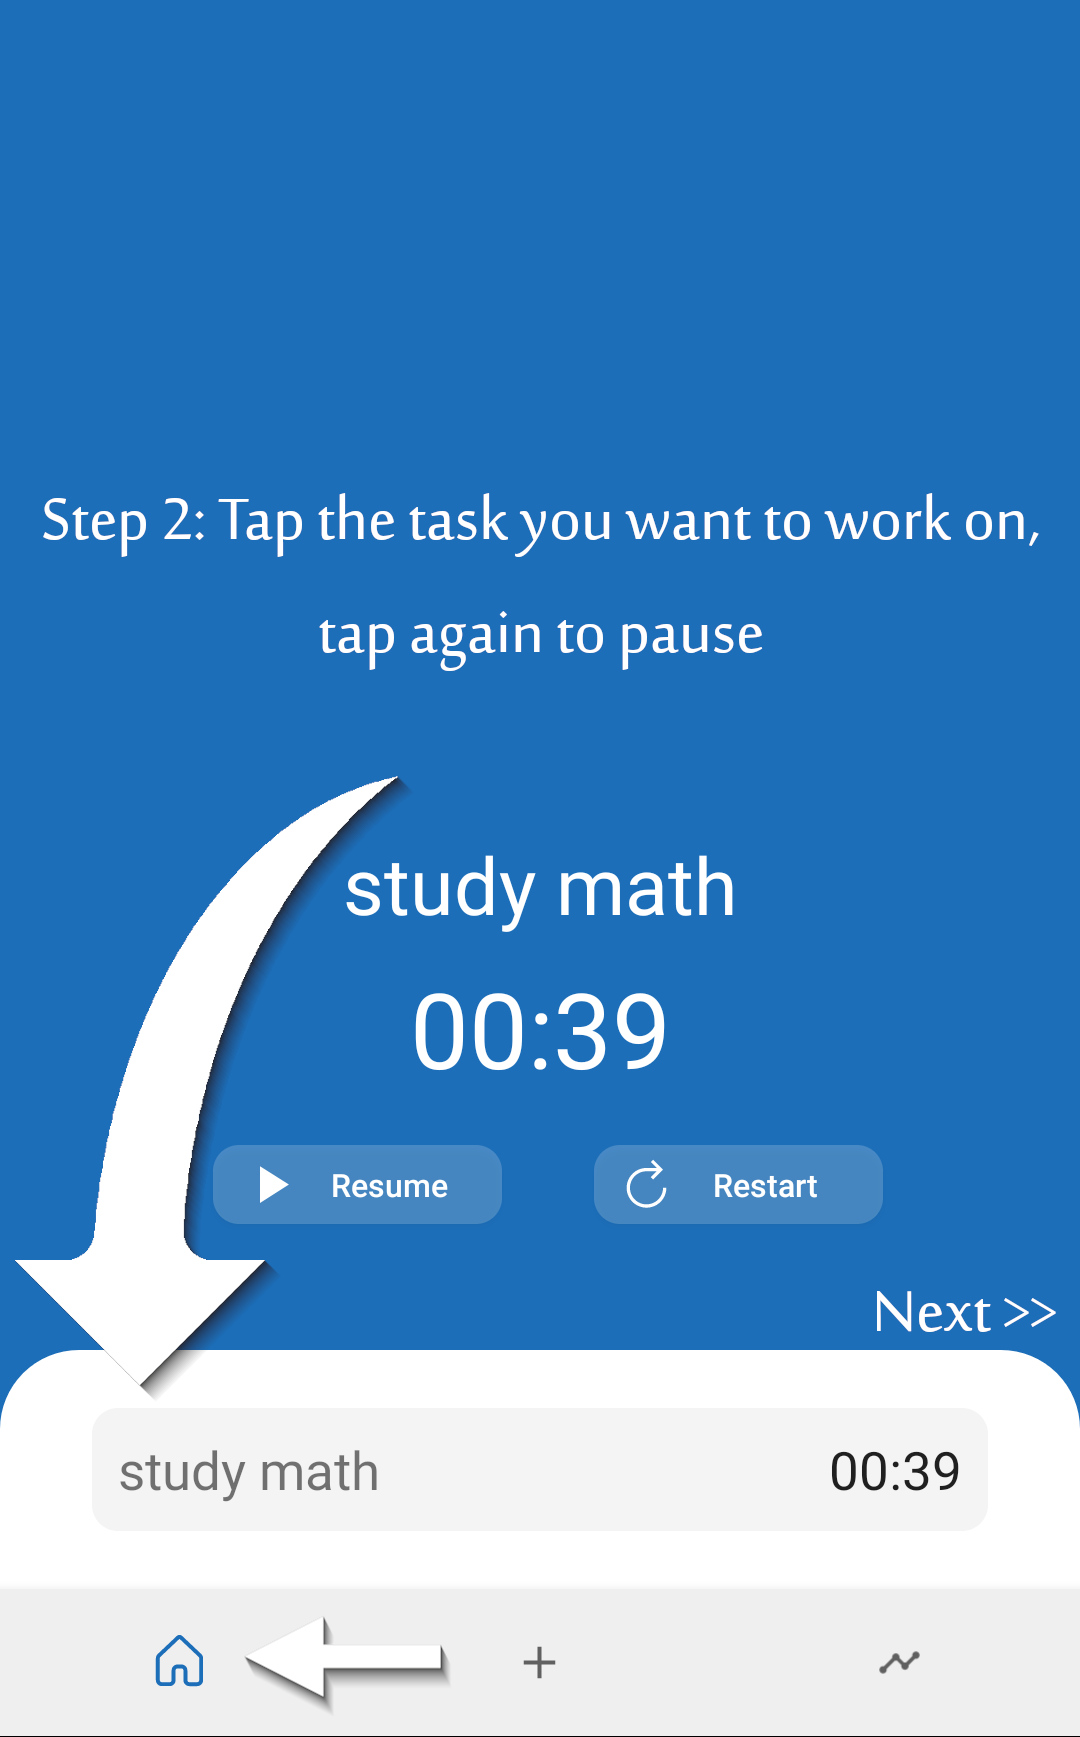 Step 2: Tap the task you want to work on,
tap again to pause
study math
00:39
Resume Restart
Next >>
study math 00:39